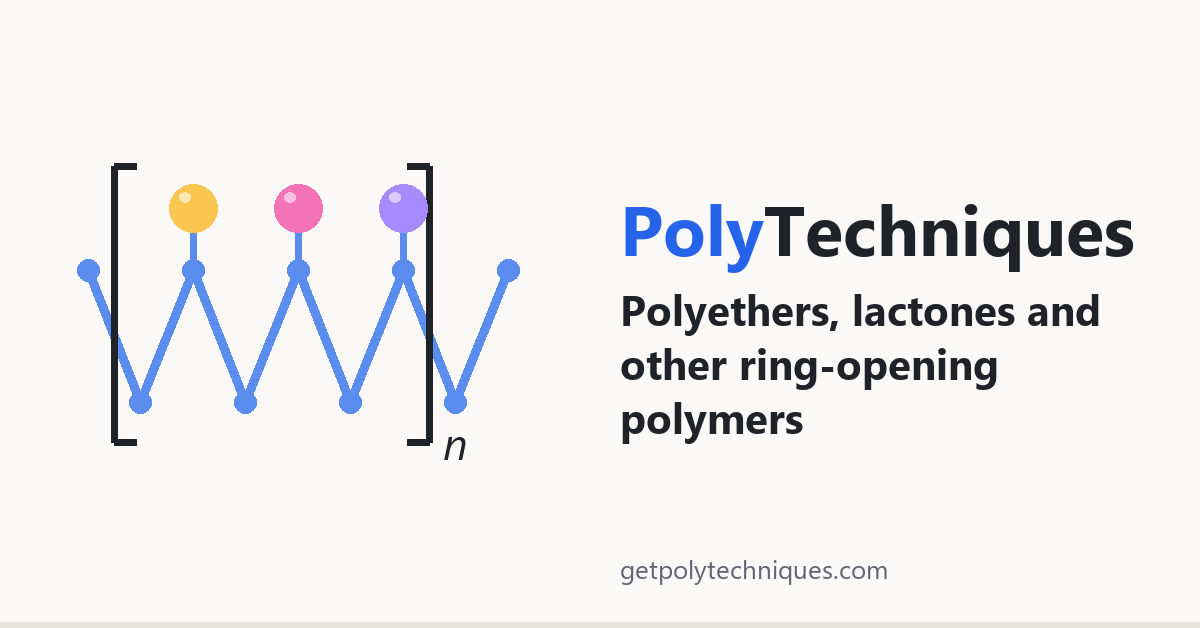 PolyTechniques
Polyethers, lactones and
other ring-opening
polymers
n
getpolytechniques.com